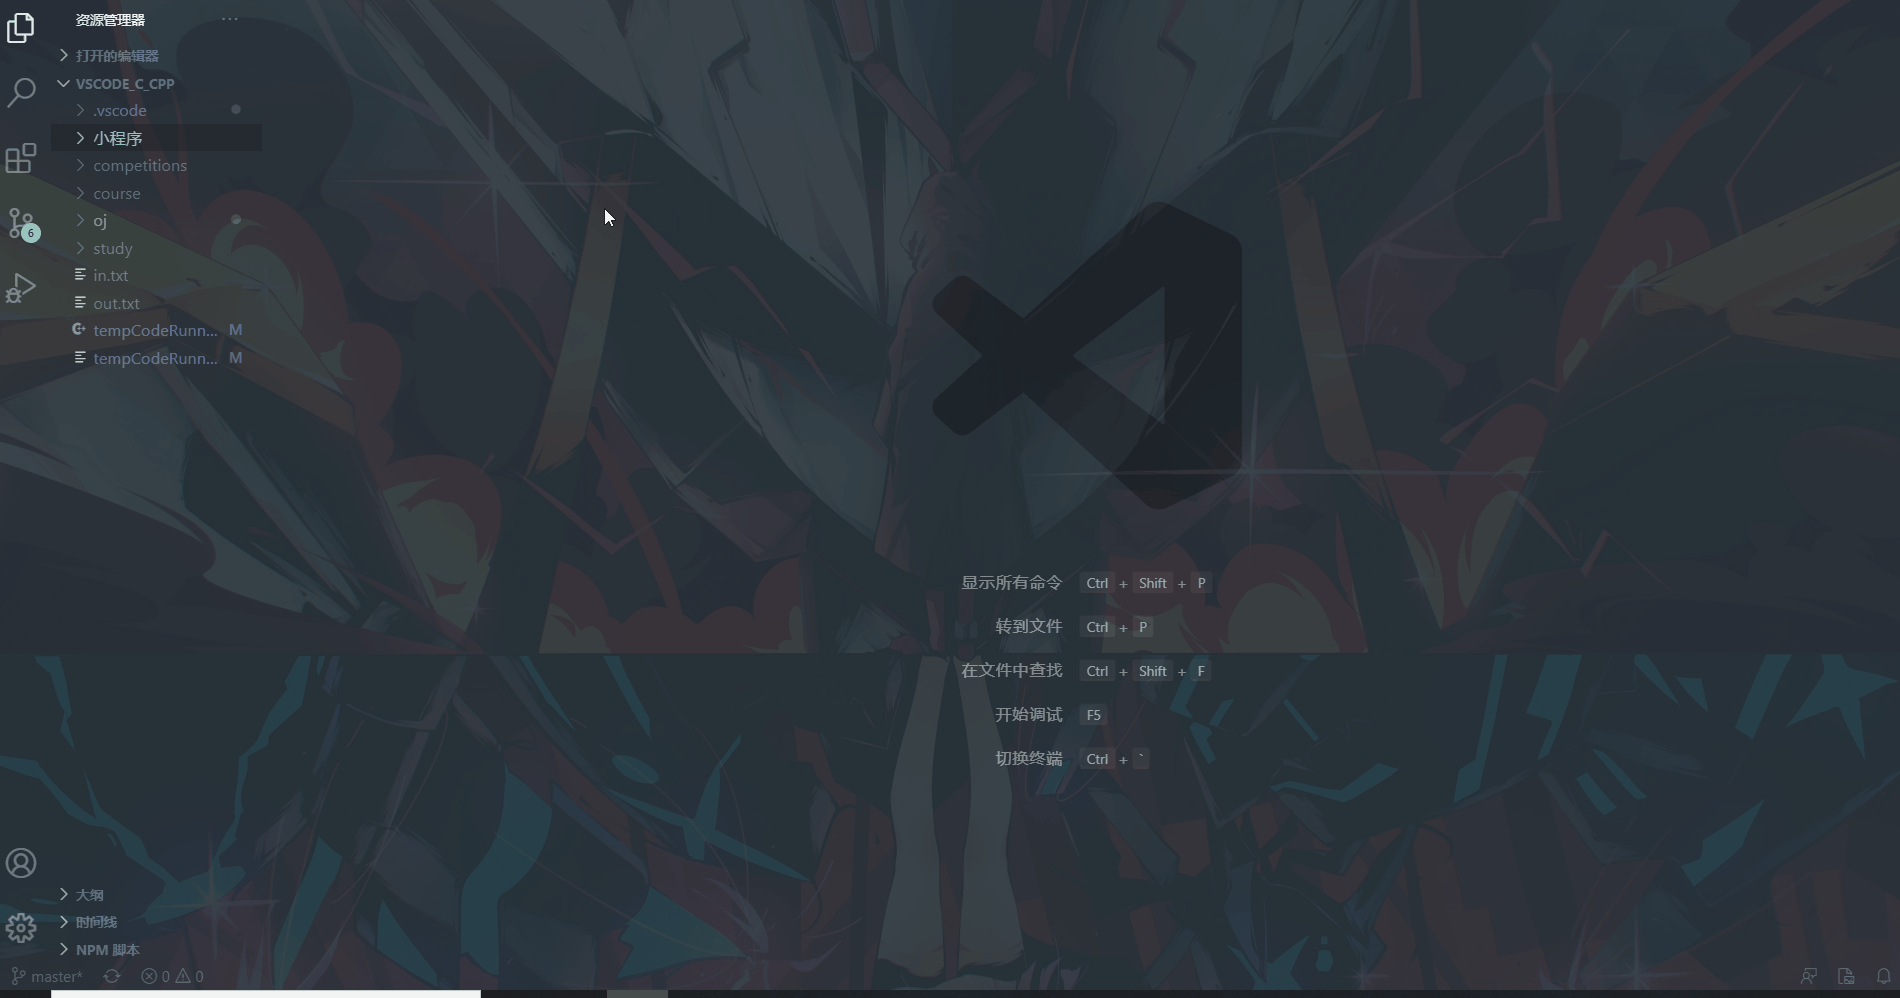 资源管理器 ···
打开的编辑器
VSCODE_C_CPP
.vscode
小程序
competitions
course
oj
study
in.txt
out.txt
tempCodeRunn... M
tempCodeRunn... M
6
显示所有命令 Ctrl + Shift + P
转到文件 Ctrl + P
在文件中查找 Ctrl + Shift + F
开始调试 F5
切换终端 Ctrl + `
大纲
时间线
NPM 脚本
master* 0 0